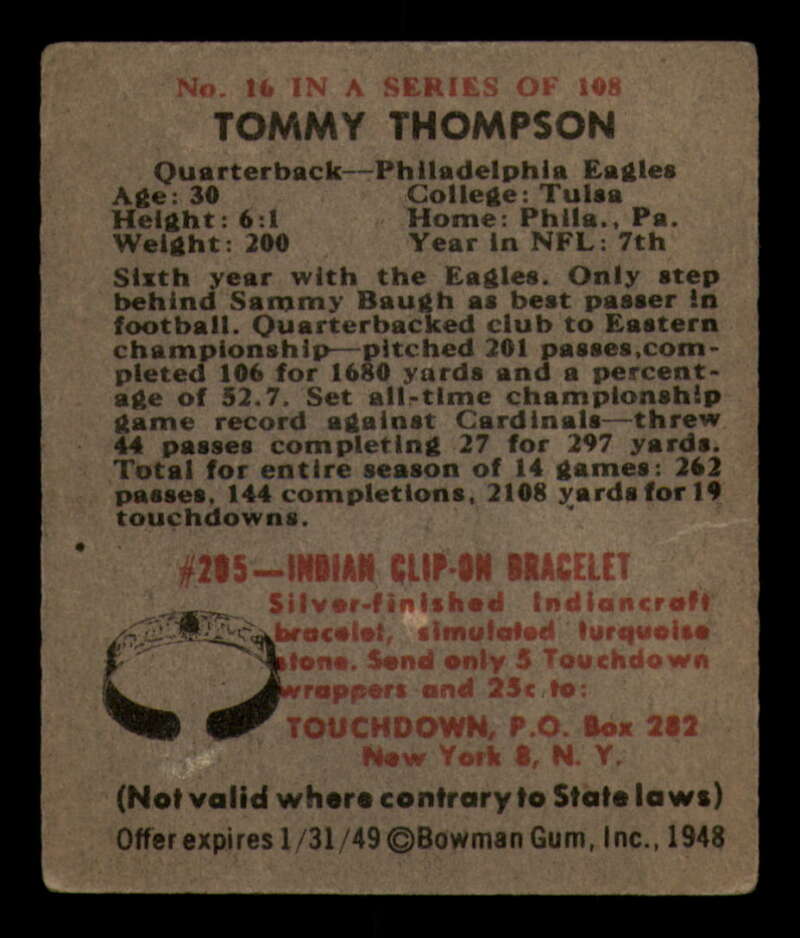 No. 16 IN A SERIES OF 108
TOMMY THOMPSON
Quarterback—Philadelphia Eagles
Age: 30 College: Tulsa
Height: 6:1 Home: Phila., Pa.
Weight: 200 Year in NFL: 7th
Sixth year with the Eagles. Only step
behind Sammy Baugh as best passer in
football. Quarterbacked club to Eastern
championship—pitched 201 passes,com-
pleted 106 for 1680 yards and a percent-
age of 52.7. Set all-time championship
game record against Cardinals—threw
44 passes completing 27 for 297 yards.
Total for entire season of 14 games: 262
passes, 144 completions, 2108 yards for 19
touchdowns.
#205—INDIAN CLIP-ON BRACELET
Silver-finished Indiancraft
bracelet, simulated turquoise
stone. Send only 5 Touchdown
wrappers and 25c to:
TOUCHDOWN, P.O. Box 282
New York 8, N. Y.
(Not valid where contrary to State laws)
Offer expires 1/31/49 ©Bowman Gum, Inc., 1948